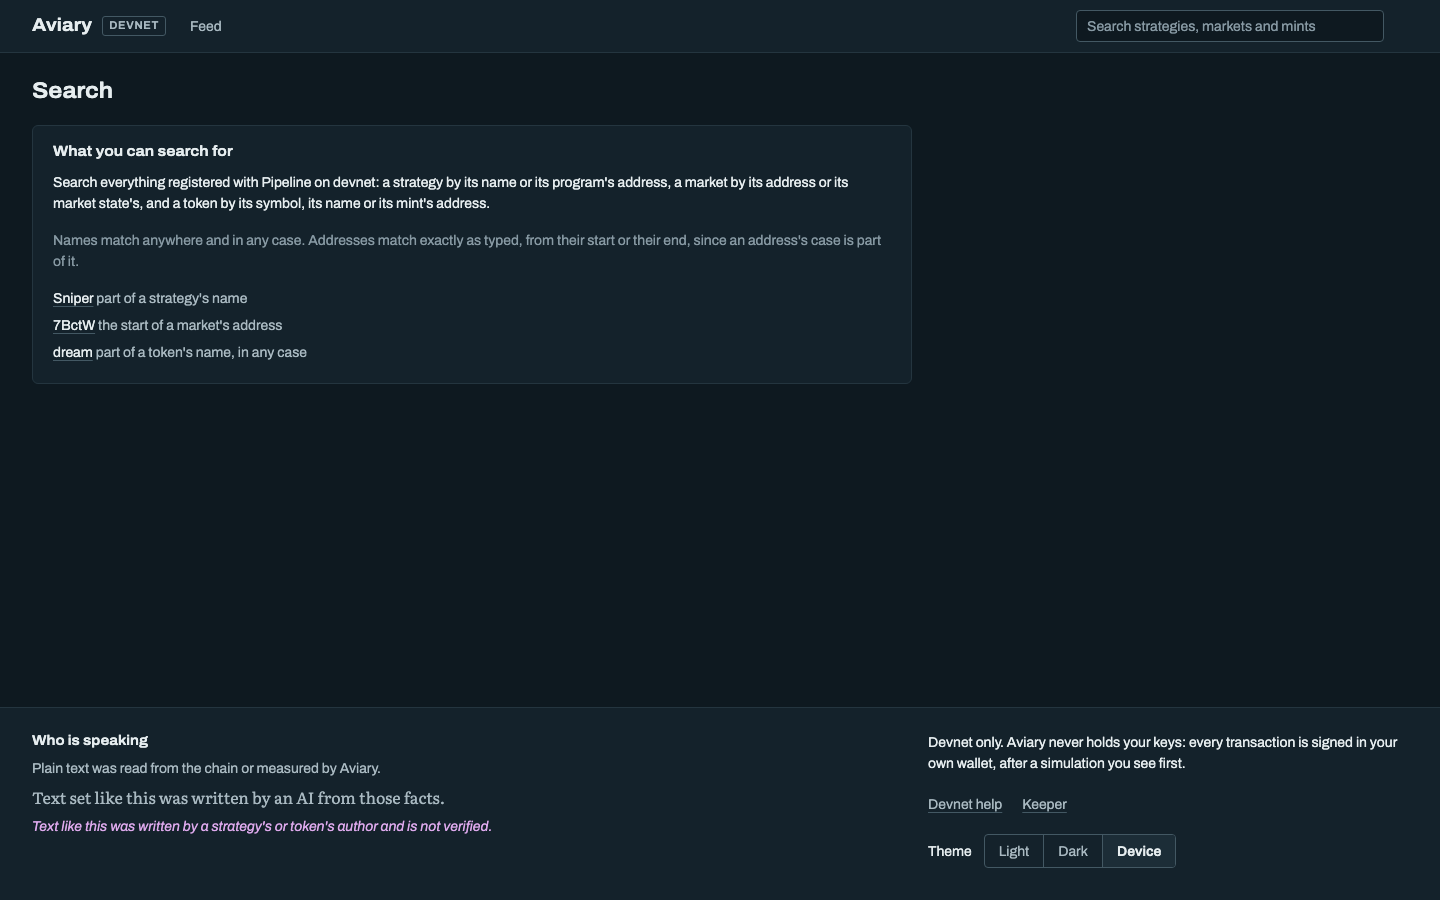 Aviary DEVNET Feed Search strategies, markets and mints
Search
What you can search for
Search everything registered with Pipeline on devnet: a strategy by its name or its program's address, a market by its address or its
market state's, and a token by its symbol, its name or its mint's address.
Names match anywhere and in any case. Addresses match exactly as typed, from their start or their end, since an address's case is part
of it.
Sniper part of a strategy's name
7BctW the start of a market's address
dream part of a token's name, in any case
Who is speaking
Plain text was read from the chain or measured by Aviary.
Text set like this was written by an AI from those facts.
Text like this was written by a strategy's or token's author and is not verified.
Devnet only. Aviary never holds your keys: every transaction is signed in your
own wallet, after a simulation you see first.
Devnet help Keeper
Theme Light Dark Device